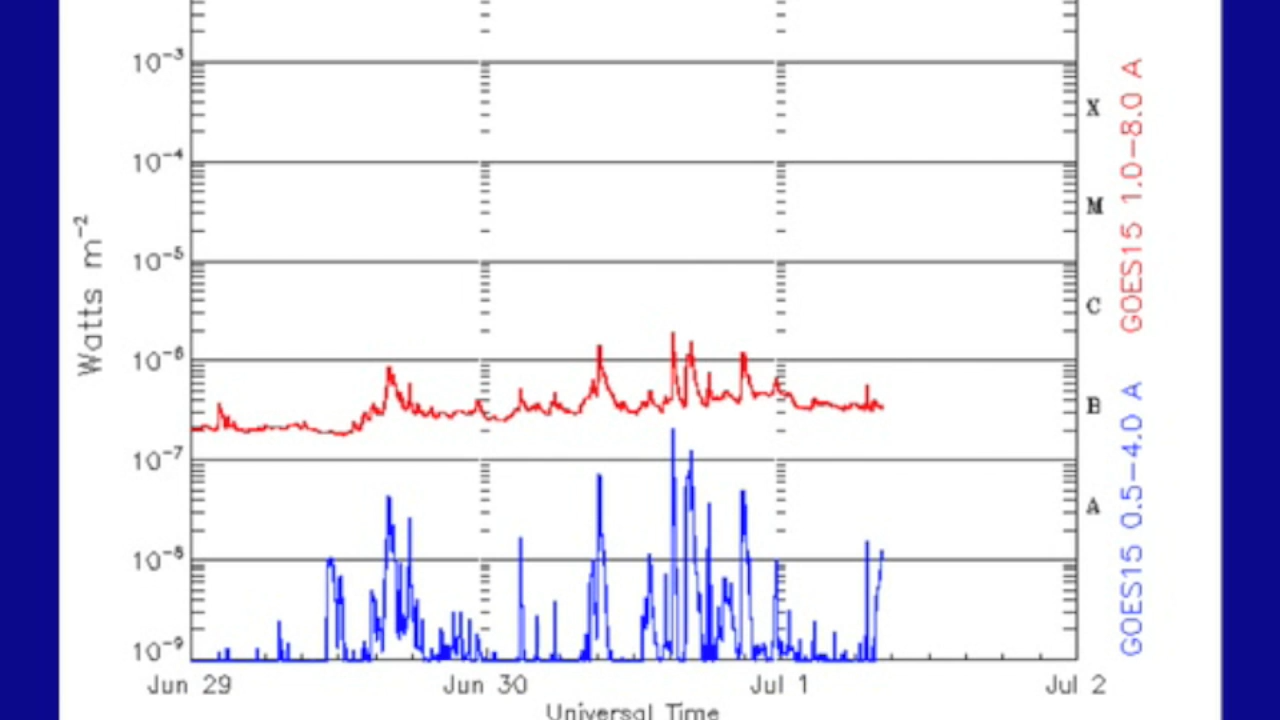 10⁻³
10⁻⁴
10⁻⁵
10⁻⁶
10⁻⁷
10⁻⁸
10⁻⁹
Watts m⁻²
Jun 29
Jun 30
Jul 1
Jul 2
Universal Time
X
M
C
B
A
GOES15 1.0–8.0 A
GOES15 0.5–4.0 A